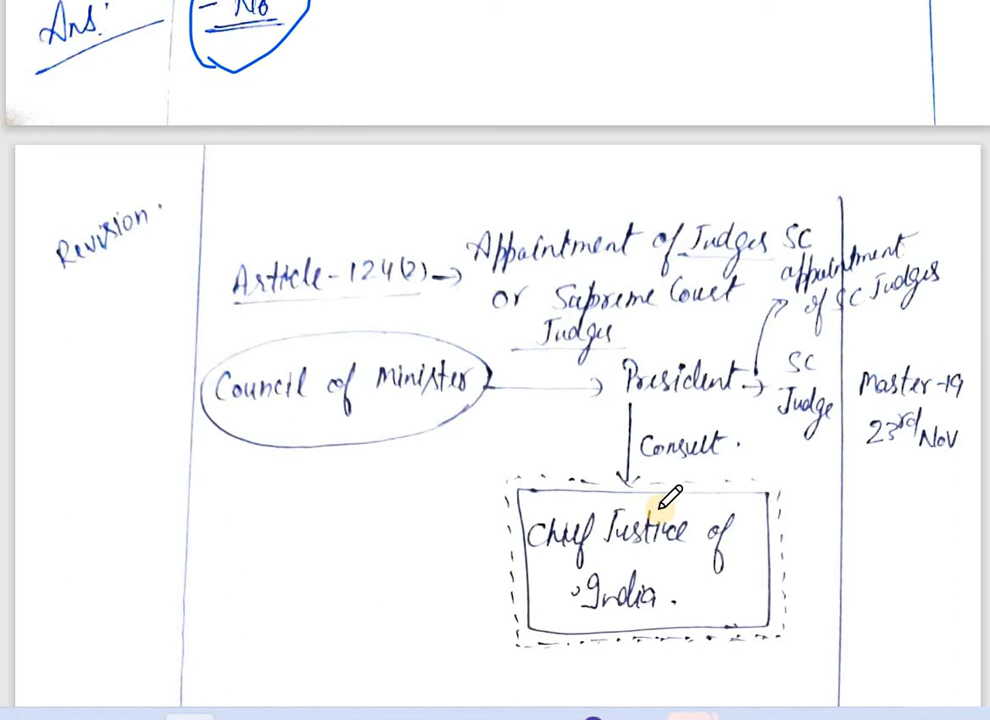 Ans:
- No
Revision.
Article-124(2) → Appointment of Judges
or Supreme Court
Judges
SC
appointment
of SC Judges
Council of Minister → President → SC
Judge
Master-19
23rd Nov
Consult.
Chief Justice of
India.